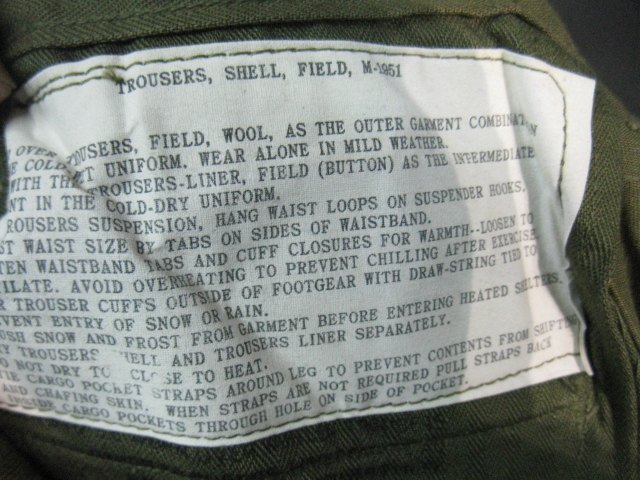 TROUSERS, SHELL, FIELD, M-1951
OVER TROUSERS, FIELD, WOOL, AS THE OUTER GARMENT COMBINATION
UNIFORM. WEAR ALONE IN MILD WEATHER.
WITH THE TROUSERS-LINER, FIELD (BUTTON) AS THE INTERMEDIATE
IN THE COLD-DRY UNIFORM.
TROUSERS SUSPENSION, HANG WAIST LOOPS ON SUSPENDER HOOKS.
WAIST SIZE BY TABS ON SIDES OF WAISTBAND.
WAISTBAND TABS AND CUFF CLOSURES FOR WARMTH--LOOSEN TO
AVOID OVERHEATING TO PREVENT CHILLING AFTER EXERCISE.
TROUSER CUFFS OUTSIDE OF FOOTGEAR WITH DRAW-STRING TIED TO
ENTRY OF SNOW OR RAIN.
SNOW AND FROST FROM GARMENT BEFORE ENTERING HEATED SHELTERS.
TROUSERS SHELL AND TROUSERS LINER SEPARATELY.
NOT DRY TO CLOSE TO HEAT.
CARGO POCKET STRAPS AROUND LEG TO PREVENT CONTENTS FROM SHIFTING
AND CHAFING SKIN. WHEN STRAPS ARE NOT REQUIRED PULL STRAPS BACK
INSIDE CARGO POCKETS THROUGH HOLE ON SIDE OF POCKET.